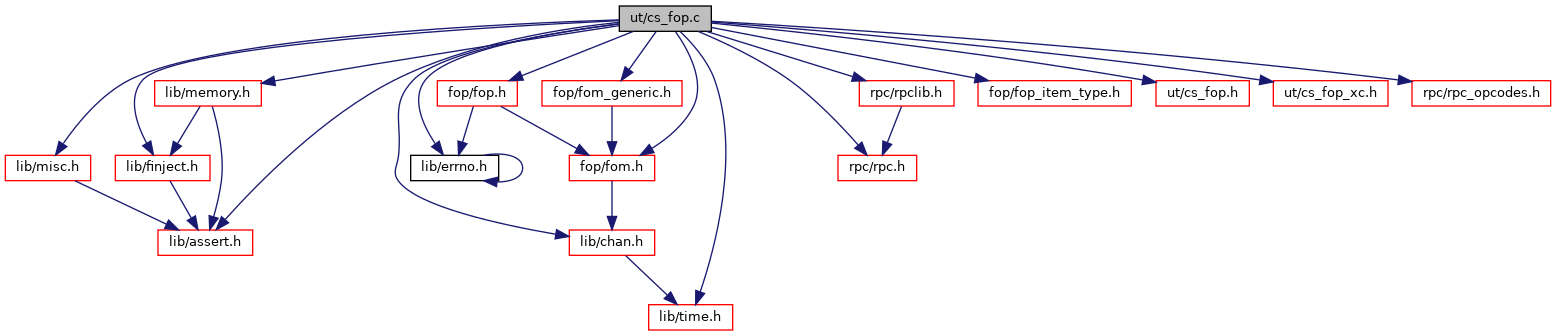 ut/cs_fop.c
lib/memory.h
fop/fop.h
fop/fom_generic.h
rpc/rpclib.h
fop/fop_item_type.h
ut/cs_fop.h
ut/cs_fop_xc.h
rpc/rpc_opcodes.h
lib/misc.h
lib/finject.h
lib/errno.h
fop/fom.h
rpc/rpc.h
lib/assert.h
lib/chan.h
lib/time.h